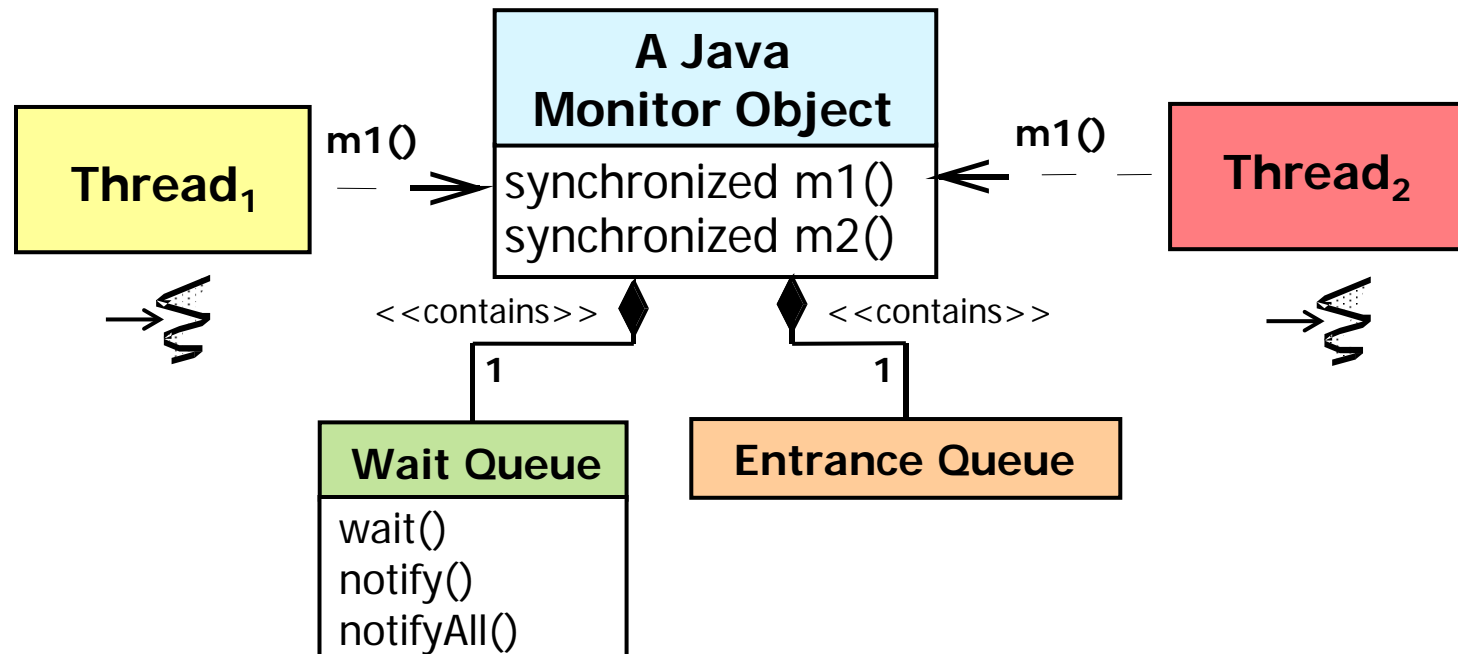 A Java
Monitor Object
Thread1
m1()
m1()
Thread2
synchronized m1()
synchronized m2()
<<contains>>
<<contains>>
1
1
Wait Queue
Entrance Queue
wait()
notify()
notifyAll()